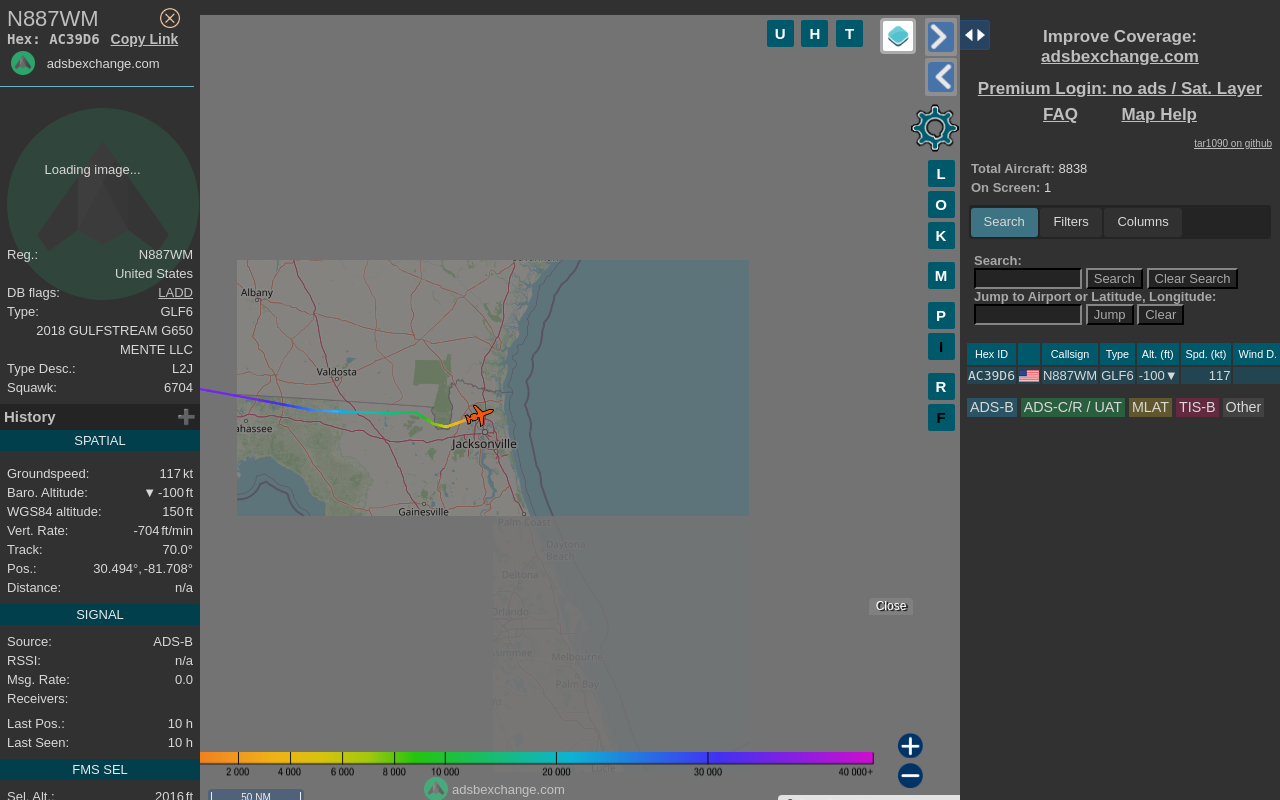 N887WM
Hex: AC39D6 Copy Link
adsbexchange.com
Loading image...
Reg.: N887WM
United States
DB flags: LADD
Type: GLF6
2018 GULFSTREAM G650
MENTE LLC
Type Desc.: L2J
Squawk: 6704
History
SPATIAL
Groundspeed: 117 kt
Baro. Altitude: ▼ -100 ft
WGS84 altitude: 150 ft
Vert. Rate: -704 ft/min
Track: 70.0°
Pos.: 30.494°, -81.708°
Distance: n/a
SIGNAL
Source: ADS-B
RSSI: n/a
Msg. Rate: 0.0
Receivers:
Last Pos.: 10 h
Last Seen: 10 h
FMS SEL
Sel. Alt.: 2016 ft
U H T
L
O
K
M
P
I
R
F
Albany
Valdosta
ahassee
Jacksonville
Gainesville
Palm Coast
Daytona
Beach
Deltona
Orlando
Melbourne
Palm Bay
Close
2 000 4 000 6 000 8 000 10 000 20 000 30 000 40 000+
adsbexchange.com
50 NM
Improve Coverage:
adsbexchange.com
Premium Login: no ads / Sat. Layer
FAQ Map Help
tar1090 on github
Total Aircraft: 8838
On Screen: 1
Search Filters Columns
Search:
Search Clear Search
Jump to Airport or Latitude, Longitude:
Jump Clear
Hex ID Callsign Type Alt. (ft) Spd. (kt) Wind D.
AC39D6 N887WM GLF6 -100▼ 117
ADS-B ADS-C/R / UAT MLAT TIS-B Other